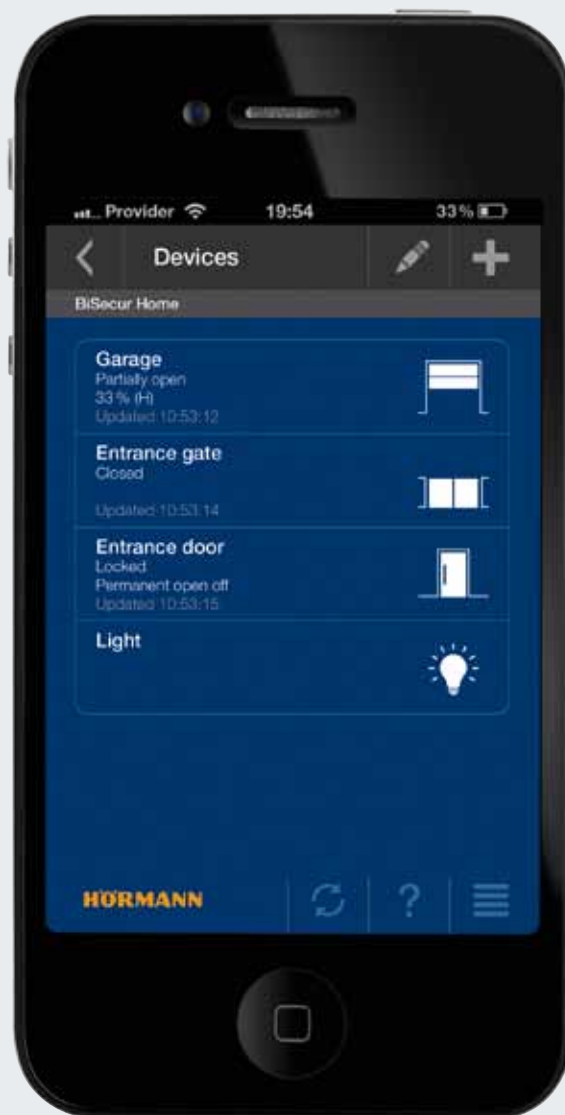 Provider 19:54 33%
Devices
BiSecur Home
Garage
Partially open
33% (H)
Updated 10:53:12
Entrance gate
Closed
Updated 10:53:14
Entrance door
Locked
Permanent open off
Updated 10:53:15
Light
HÖRMANN
?